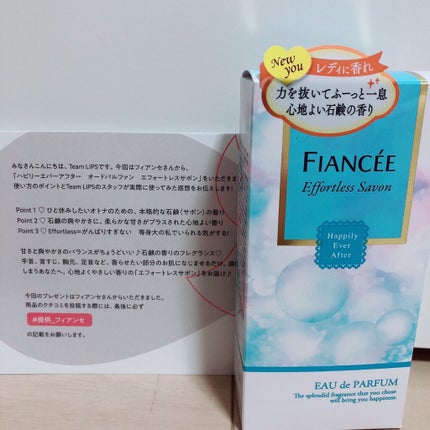 みなさんこんにちは、Team LIPSです。今回はフィアンセさんから、
「ハピリーエバーアフター　オードパルファン　エフォートレスサボン」をいただきま
使い方のポイントとTeam LIPSのスタッフが実際に使ってみた感想をお伝えします!
Point 1 ♡ ひと休みしたいオトナのための、本格的な石鹸(サボン)の香り
Point 2 ♡ 石鹸の爽やかさに、柔らかな甘さがプラスされた心地よい香り
Point 3 ♡ Effortless=がんばりすぎない　等身大の私でいられる気がする!
甘さと爽やかさのバランスがちょうどいい♪石鹸の香りのフレグランス♡
手首、首すじ、胸元、足首など、香らせたい部分のお肌になじませるだけ。
しまうあなたへ。心地よくやさしい香りの「エフォートレスサボン」をお届け♪
今回のプレゼントはフィアンセさんからいただきました。
商品のクチコミを投稿する際には、最後に必ず
#提供_フィアンセ
の記載をお願いします。
New you
レディに香れ
力を抜いてふーっと一息
心地よい石鹸の香り
FIANCÉE
Effortless Savon
Happily
Ever
After
EAU de PARFUM
The splendid fragrance that you chose
will bring you happiness.